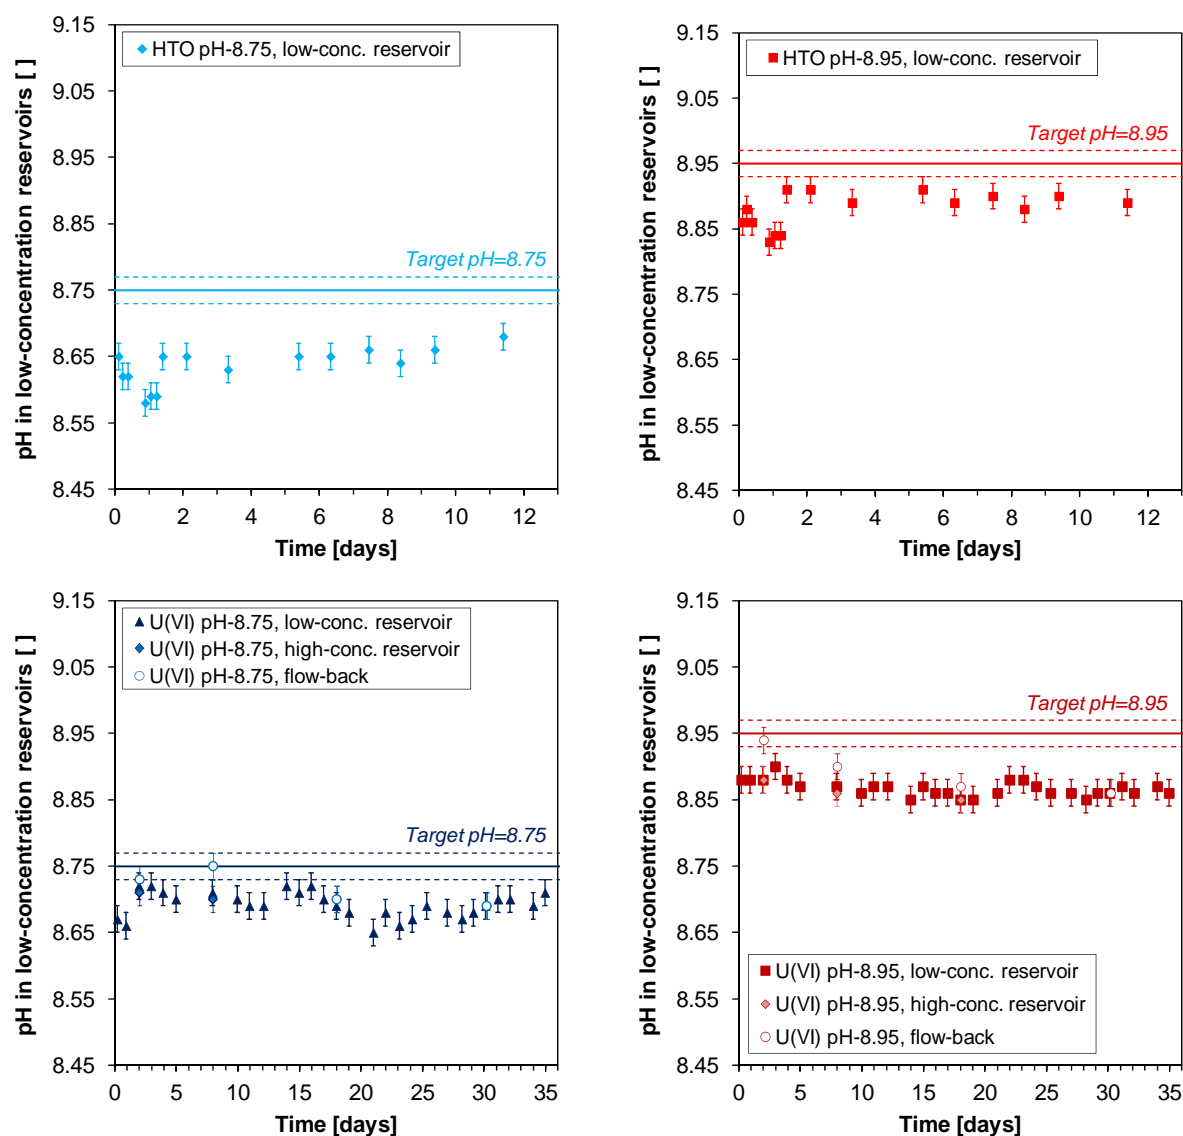 pH in low-concentration reservoirs [ ]
9.15
9.05
8.95
8.85
8.75
8.65
8.55
8.45
HTO pH-8.75, low-conc. reservoir
Target pH=8.75
0 2 4 6 8 10 12
Time [days]
pH in low-concentration reservoirs [ ]
9.15
9.05
8.95
8.85
8.75
8.65
8.55
8.45
HTO pH-8.95, low-conc. reservoir
Target pH=8.95
0 2 4 6 8 10 12
Time [days]
pH in low-concentration reservoirs [ ]
9.15
9.05
8.95
8.85
8.75
8.65
8.55
8.45
U(VI) pH-8.75, low-conc. reservoir
U(VI) pH-8.75, high-conc. reservoir
U(VI) pH-8.75, flow-back
Target pH=8.75
0 5 10 15 20 25 30 35
Time [days]
pH in low-concentration reservoirs [ ]
9.15
9.05
8.95
8.85
8.75
8.65
8.55
8.45
Target pH=8.95
U(VI) pH-8.95, low-conc. reservoir
U(VI) pH-8.95, high-conc. reservoir
U(VI) pH-8.95, flow-back
0 5 10 15 20 25 30 35
Time [days]